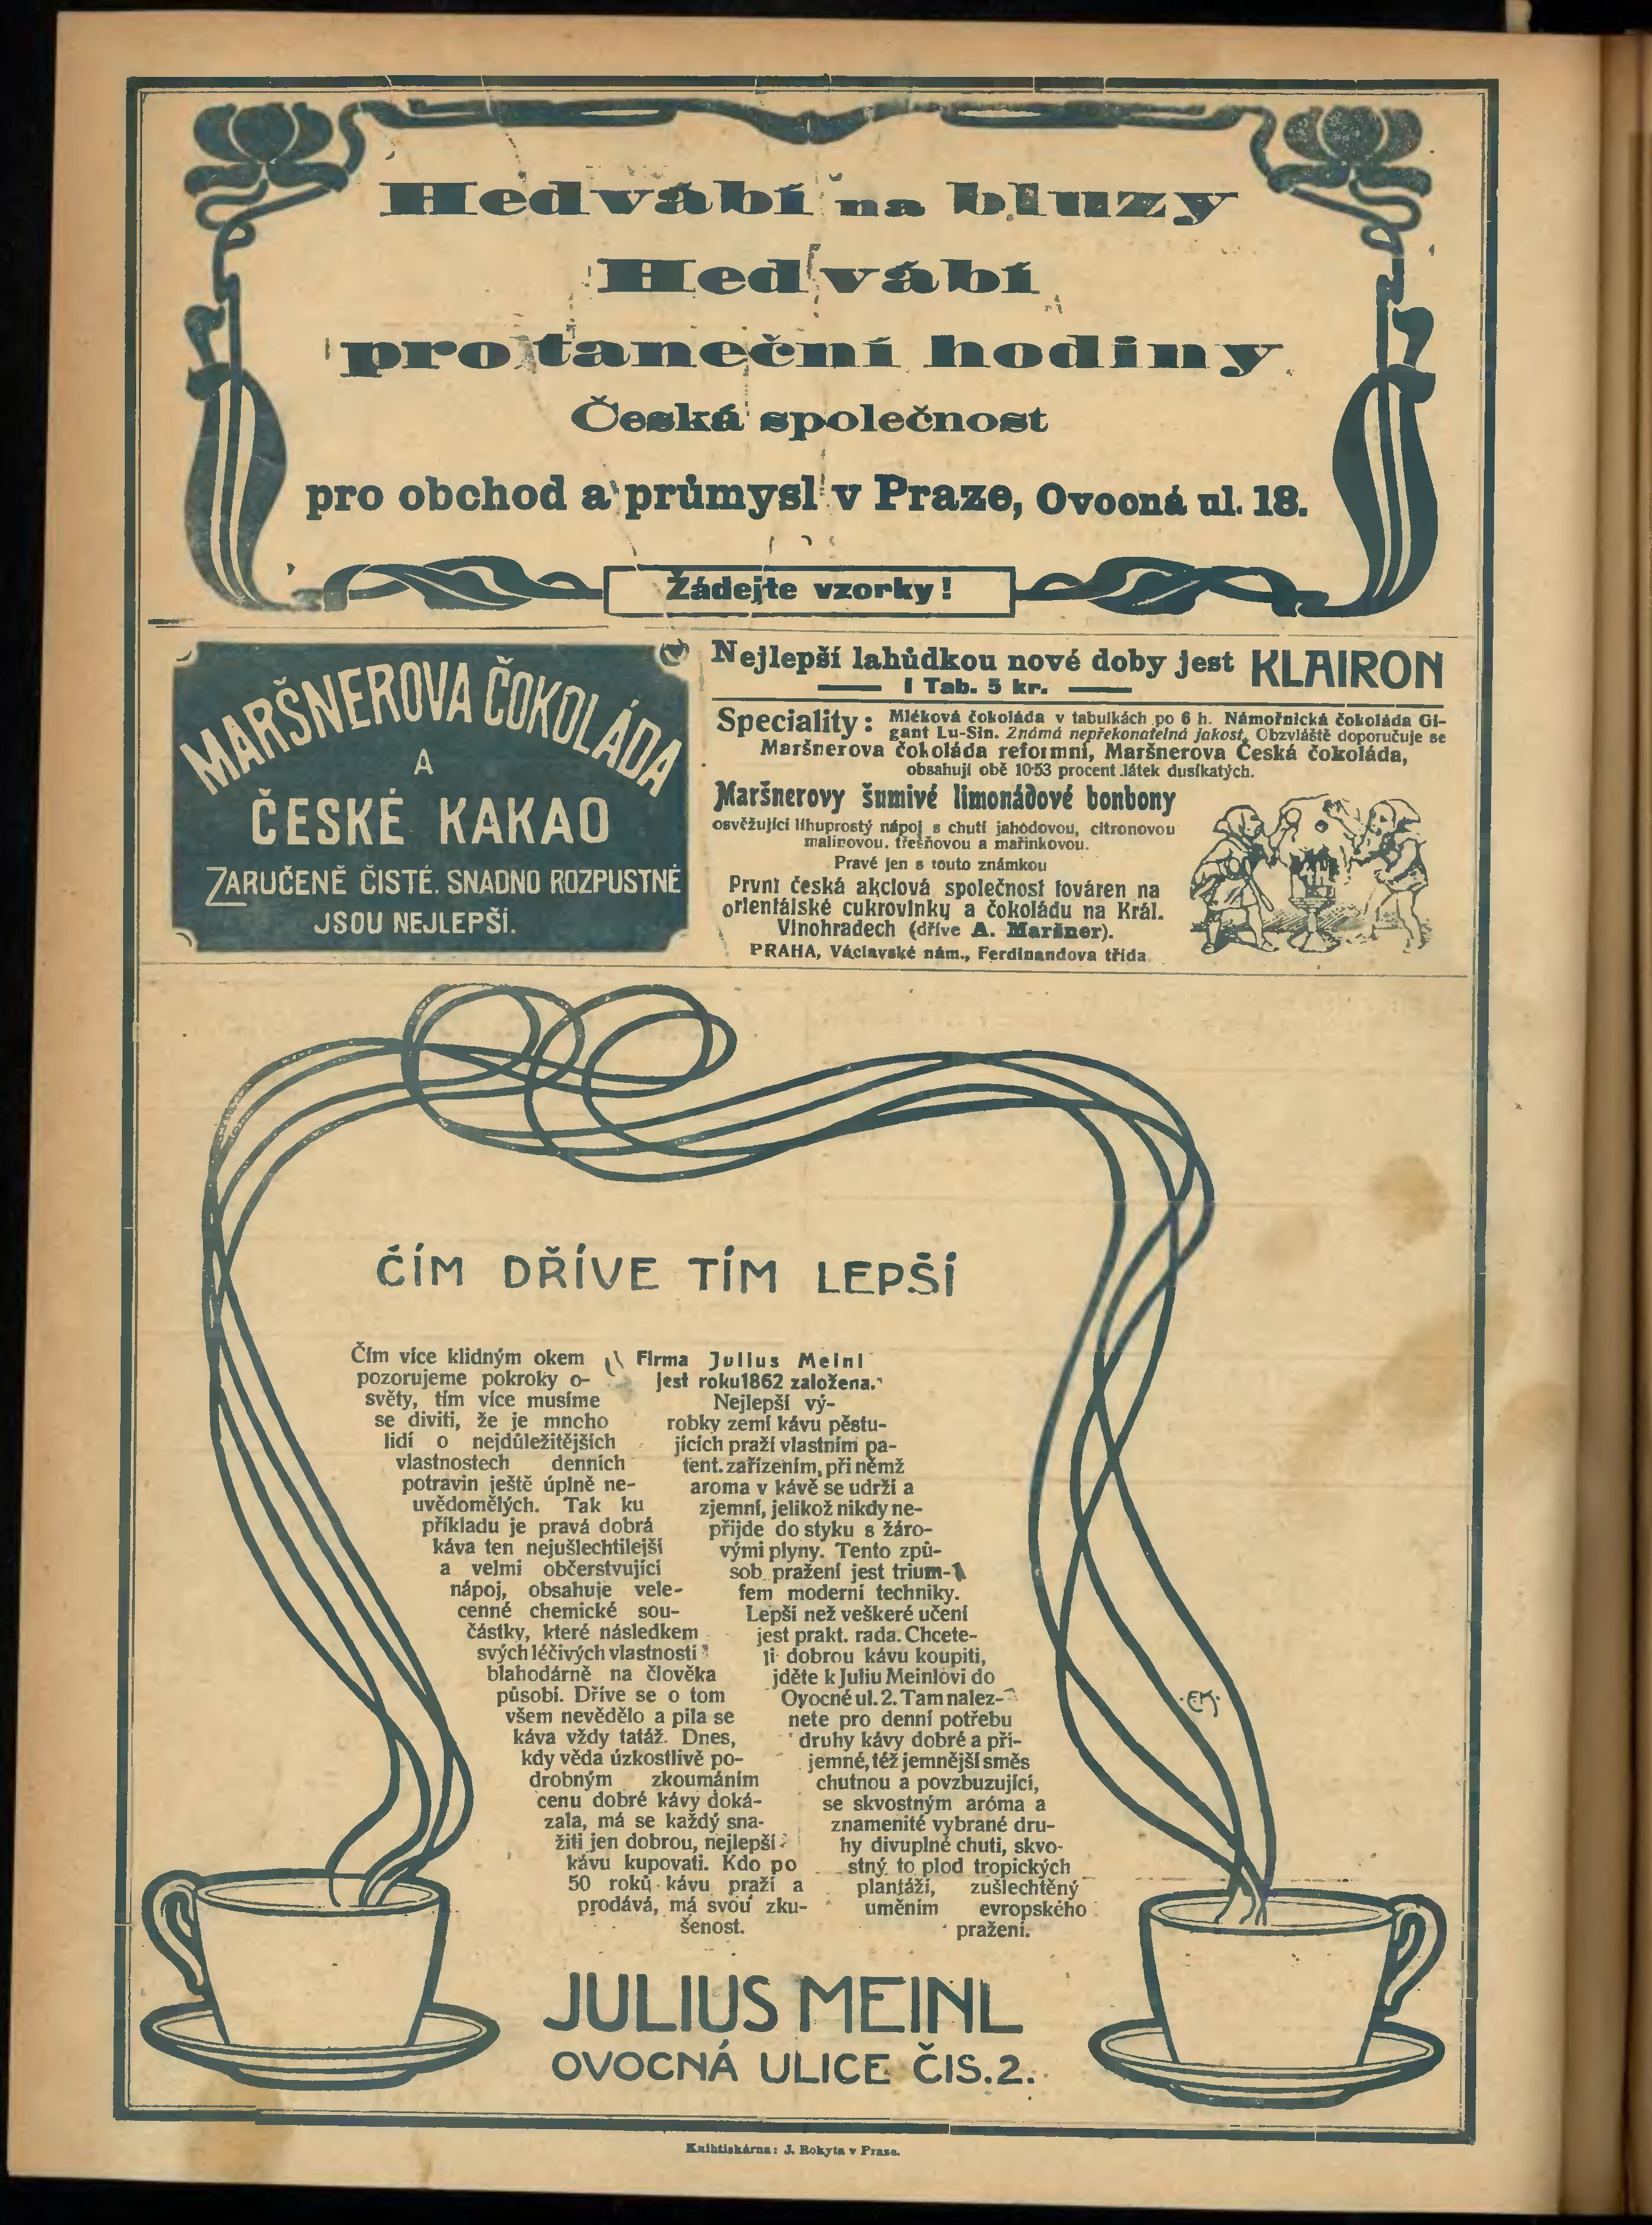 Hedvábí na bluzy
Hedvábí
pro taneční hodiny
Česká společnost
pro obchod a průmysl v Praze, Ovocná ul. 18.
Žádejte vzorky!
MARŠNEROVA ČOKOLÁDA
A
ČESKÉ KAKAO
ZARUČENĚ ČISTÉ. SNADNO ROZPUSTNÉ
JSOU NEJLEPŠÍ.
Nejlepší lahůdkou nové doby jest KLAIRON
1 Tab. 5 kr.
Speciality: Mléková čokoláda v tabulkách po 6 h. Námořnická čokoláda Gi-
gant Lu-Sin. Známá nepřekonatelná jakost. Obzvláště doporučuje se
Maršnerova čokoláda reformní, Maršnerova Česká čokoláda,
obsahují obě 10·53 procent látek dusíkatých.
Maršnerovy šumivé limonádové bonbony
osvěžující líhuprostý nápoj s chutí jahodovou, citronovou
malinovou, třešňovou a mařinkovou.
Pravé jen s touto známkou
První česká akciová společnost továren na
orientálské cukrovinky a čokoládu na Král.
Vinohradech (dříve A. Maršner).
PRAHA, Václavské nám., Ferdinandova třída
ČÍM DŘÍVE TÍM LEPŠÍ
Čím více klidným okem
pozorujeme pokroky o-
světy, tím více musíme
se diviti, že je mnoho
lidí o nejdůležitějších
vlastnostech denních
potravin ještě úplně ne-
uvědomělých. Tak ku
příkladu je pravá dobrá
káva ten nejušlechtilejší
a velmi občerstvující
nápoj, obsahuje vele-
cenné chemické sou-
částky, které následkem
svých léčivých vlastností
blahodárně na člověka
působí. Dříve se o tom
všem nevědělo a pila se
káva vždy tatáž. Dnes,
kdy věda úzkostlivě po-
drobným zkoumáním
cenu dobré kávy doká-
zala, má se každý sna-
žiti jen dobrou, nejlepší
kávu kupovati. Kdo po
50 roků kávu praží a
prodává, má svou zku-
šenost.
Firma Julius Meinl
jest roku 1862 založena.
Nejlepší vý-
robky zemí kávu pěstu-
jících praží vlastním pa-
tent. zařízením, při němž
aroma v kávě se udrží a
zjemní, jelikož nikdy ne-
přijde do styku s žáro-
vými plyny. Tento způ-
sob pražení jest trium-
fem moderní techniky.
Lepší než veškeré učení
jest prakt. rada. Chcete-
li dobrou kávu koupiti,
jděte k Juliu Meinlovi do
Ovocné ul. 2. Tam nalez-
nete pro denní potřebu
druhy kávy dobré a pří-
jemné, též jemnější směs
chutnou a povzbuzující,
se skvostným aróma a
znamenité vybrané dru-
hy divuplné chuti, skvo-
stný to plod tropických
plantáží, zušlechtěný
uměním evropského
pražení.
EK
JULIUS MEINL
OVOCNÁ ULICE ČIS. 2.
Knihtiskárna: J. Rokyta v Praze.